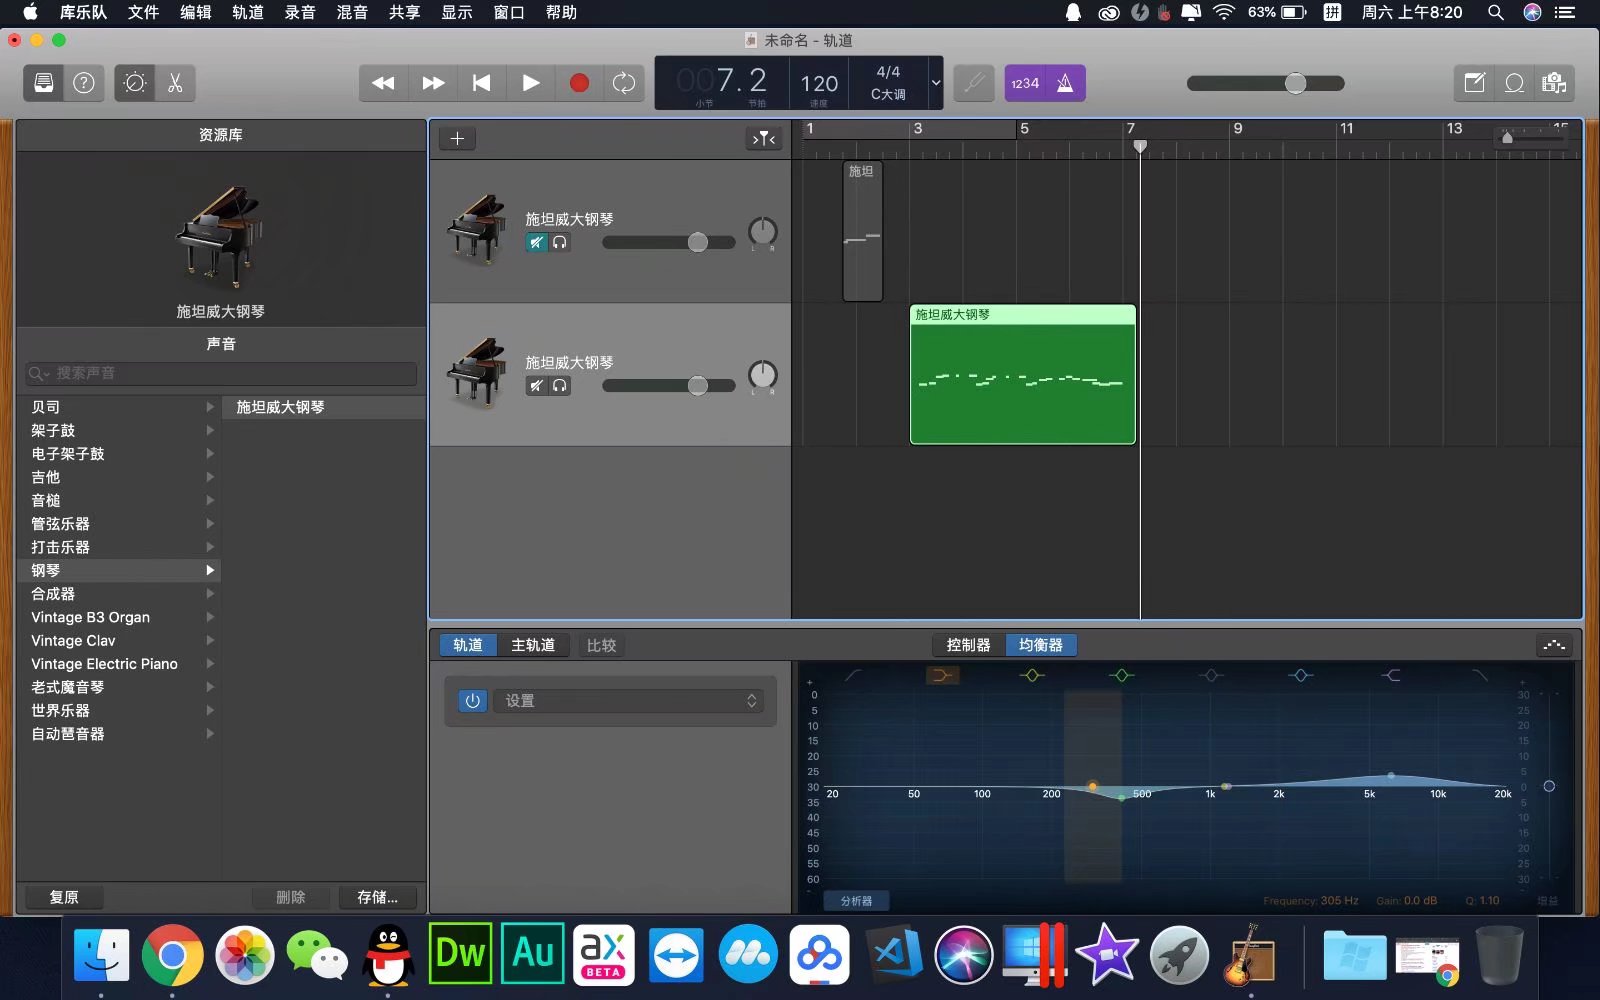 库乐队 文件 编辑 轨道 录音 混音 共享 显示 窗口 帮助 63% 拼 周六 上午8:20
未命名 - 轨道
007.2 120 4/4
C大调
小节 节拍 速度
1234
资源库
施坦威大钢琴
声音
搜索声音
贝司
架子鼓
电子架子鼓
吉他
音槌
管弦乐器
打击乐器
钢琴
合成器
Vintage B3 Organ
Vintage Clav
Vintage Electric Piano
老式魔音琴
世界乐器
自动琶音器
施坦威大钢琴
复原 删除 存储...
1 3 5 7 9 11 13 15
施坦威大钢琴
L R
施坦
施坦威大钢琴
L R
施坦威大钢琴
轨道 主轨道 比较 控制器 均衡器
设置
+ 0 5 10 15 20 25 30 35 40 45 50 55 60 -
20 50 100 200 500 1k 2k 5k 10k 20k
+ 30 25 20 15 10 5 0 5 10 15 20 25 30 -
分析器 Frequency: 305 Hz Gain: 0.0 dB Q: 1.10 增益
Dw Au ax
BETA